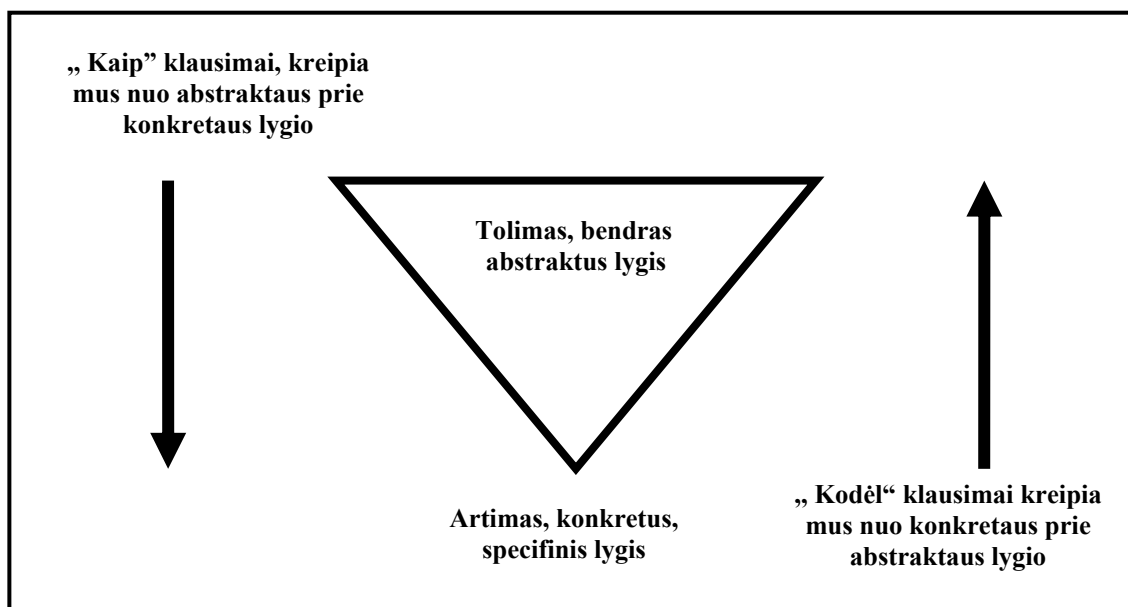 „ Kaip” klausimai, kreipia
mus nuo abstraktaus prie
konkretaus lygio
Tolimas, bendras
abstraktus lygis
Artimas, konkretus,
specifinis lygis
„ Kodėl“ klausimai kreipia
mus nuo konkretaus prie
abstraktaus lygio